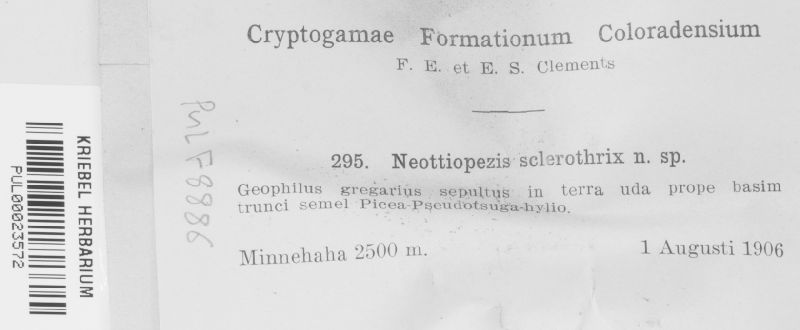 Cryptogamae Formationum Coloradensium
F. E. et E. S. Clements
295. Neottiopezis sclerothrix n. sp.
Geophilus gregarius sepultus in terra uda prope basim
trunci semel Picea-Pseudotsuga-hylio.
Minnehaha 2500 m.
1 Augusti 1906
PUL F8886
KRIEBEL HERBARIUM
PUL00023572